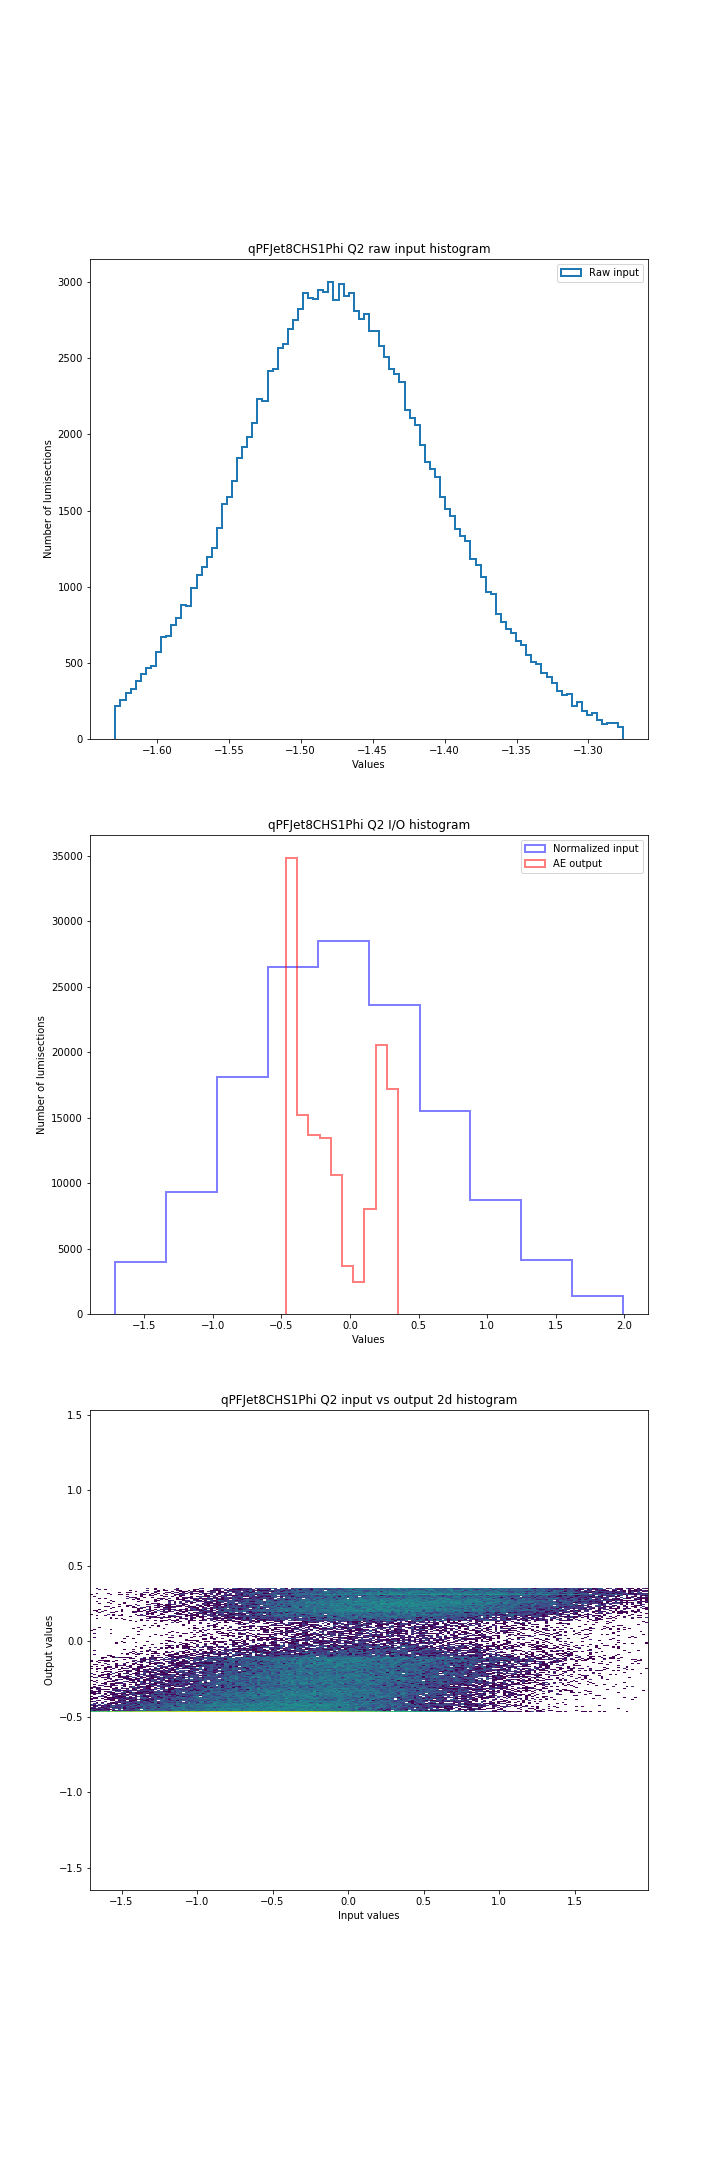 qPFJet8CHS1Phi Q2 raw input histogram
Raw input
3000
2500
2000
1500
1000
500
0
Number of lumisections
−1.60 −1.55 −1.50 −1.45 −1.40 −1.35 −1.30
Values
qPFJet8CHS1Phi Q2 I/O histogram
Normalized input
AE output
35000
30000
25000
20000
15000
10000
5000
0
Number of lumisections
−1.5 −1.0 −0.5 0.0 0.5 1.0 1.5 2.0
Values
qPFJet8CHS1Phi Q2 input vs output 2d histogram
1.5
1.0
0.5
0.0
−0.5
−1.0
−1.5
Output values
−1.5 −1.0 −0.5 0.0 0.5 1.0 1.5
Input values